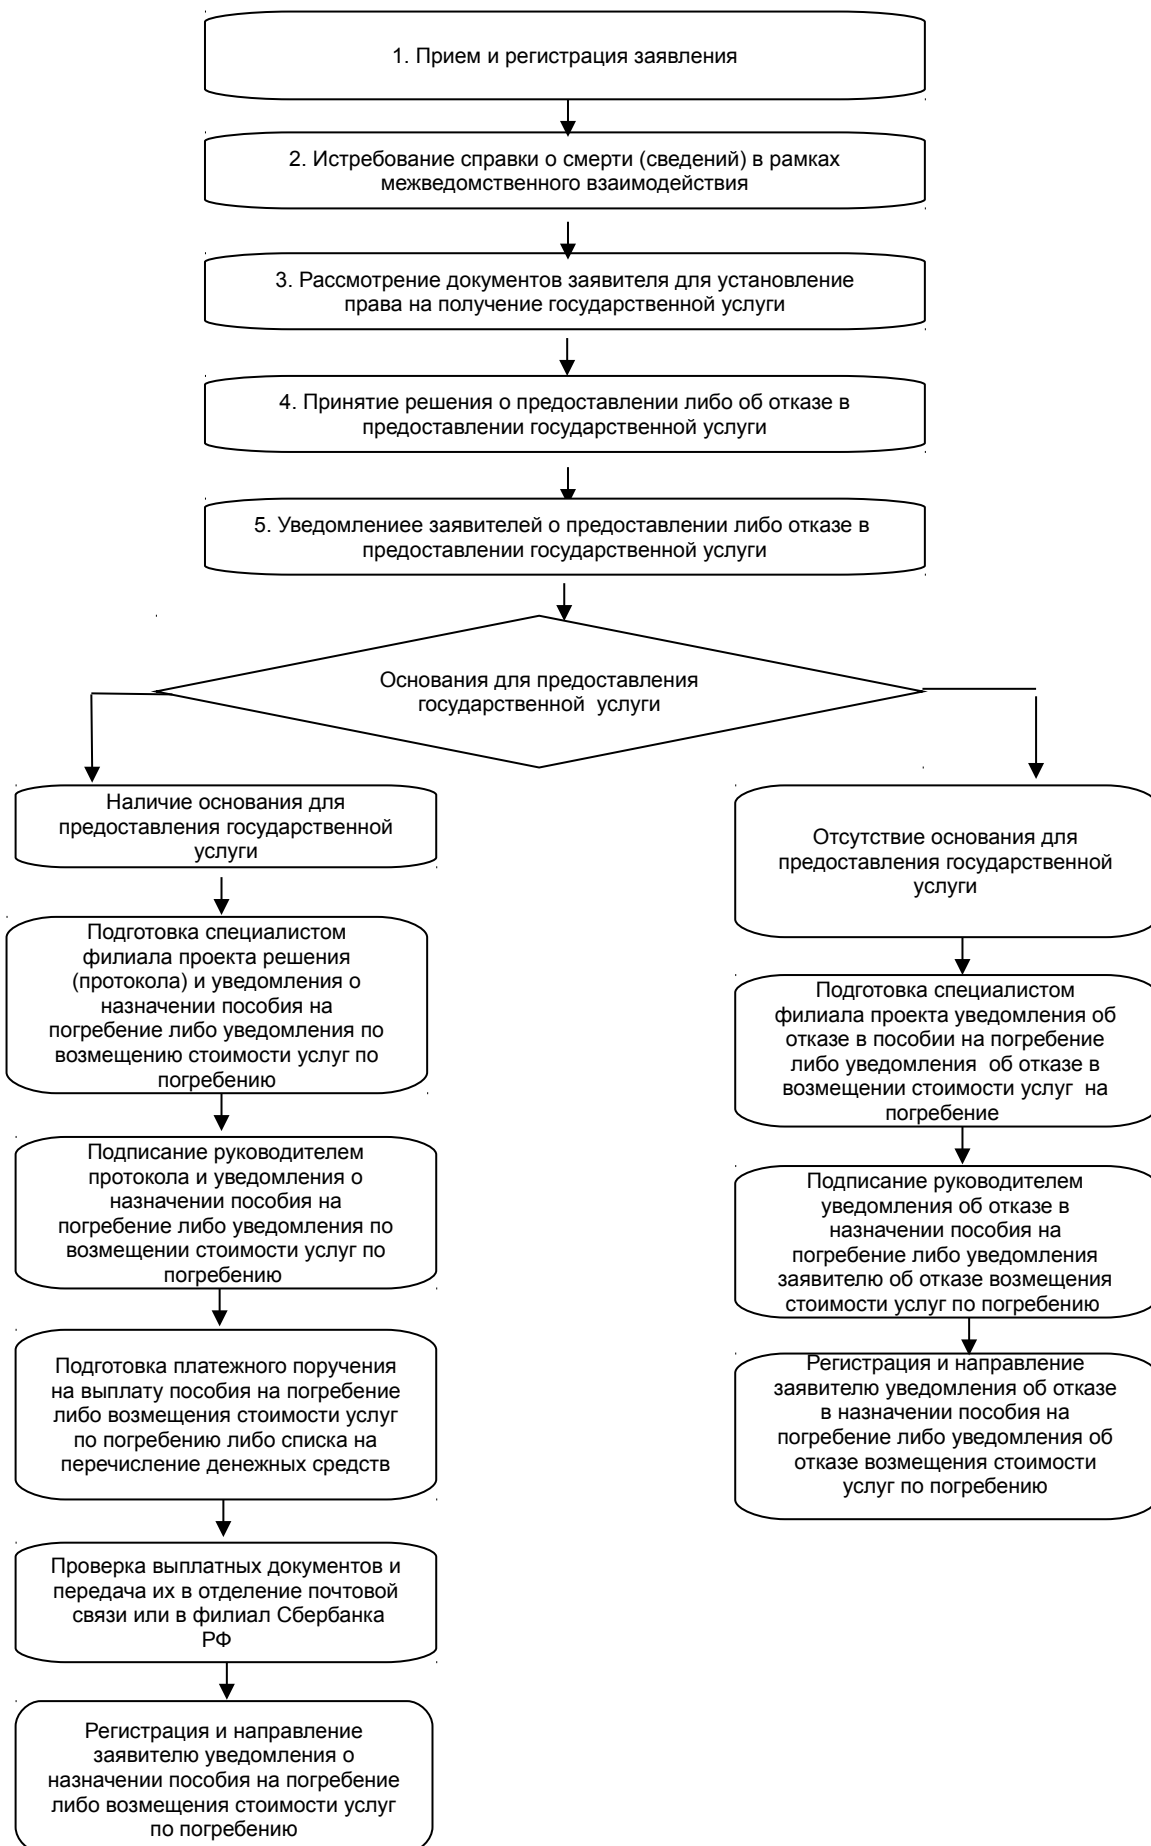 1. Прием и регистрация заявления
2. Истребование справки о смерти (сведений) в рамках
межведомственного взаимодействия
3. Рассмотрение документов заявителя для установление
права на получение государственной услуги
4. Принятие решения о предоставлении либо об отказе в
предоставлении государственной услуги
5. Уведомлениее заявителей о предоставлении либо отказе в
предоставлении государственной услуги
Основания для предоставления
государственной услуги
Наличие основания для
предоставления государственной
услуги
Подготовка специалистом
филиала проекта решения
(протокола) и уведомления о
назначении пособия на
погребение либо уведомления по
возмещению стоимости услуг по
погребению
Подписание руководителем
протокола и уведомления о
назначении пособия на
погребение либо уведомления по
возмещении стоимости услуг по
погребению
Подготовка платежного поручения
на выплату пособия на погребение
либо возмещения стоимости услуг
по погребению либо списка на
перечисление денежных средств
Проверка выплатных документов и
передача их в отделение почтовой
связи или в филиал Сбербанка
РФ
Регистрация и направление
заявителю уведомления о
назначении пособия на погребение
либо возмещения стоимости услуг
по погребению
Отсутствие основания для
предоставления государственной
услуги
Подготовка специалистом
филиала проекта уведомления об
отказе в пособии на погребение
либо уведомления об отказе в
возмещении стоимости услуг на
погребение
Подписание руководителем
уведомления об отказе в
назначении пособия на
погребение либо уведомления
заявителю об отказе возмещения
стоимости услуг по погребению
Регистрация и направление
заявителю уведомления об отказе
в назначении пособия на
погребение либо уведомления об
отказе возмещения стоимости
услуг по погребению